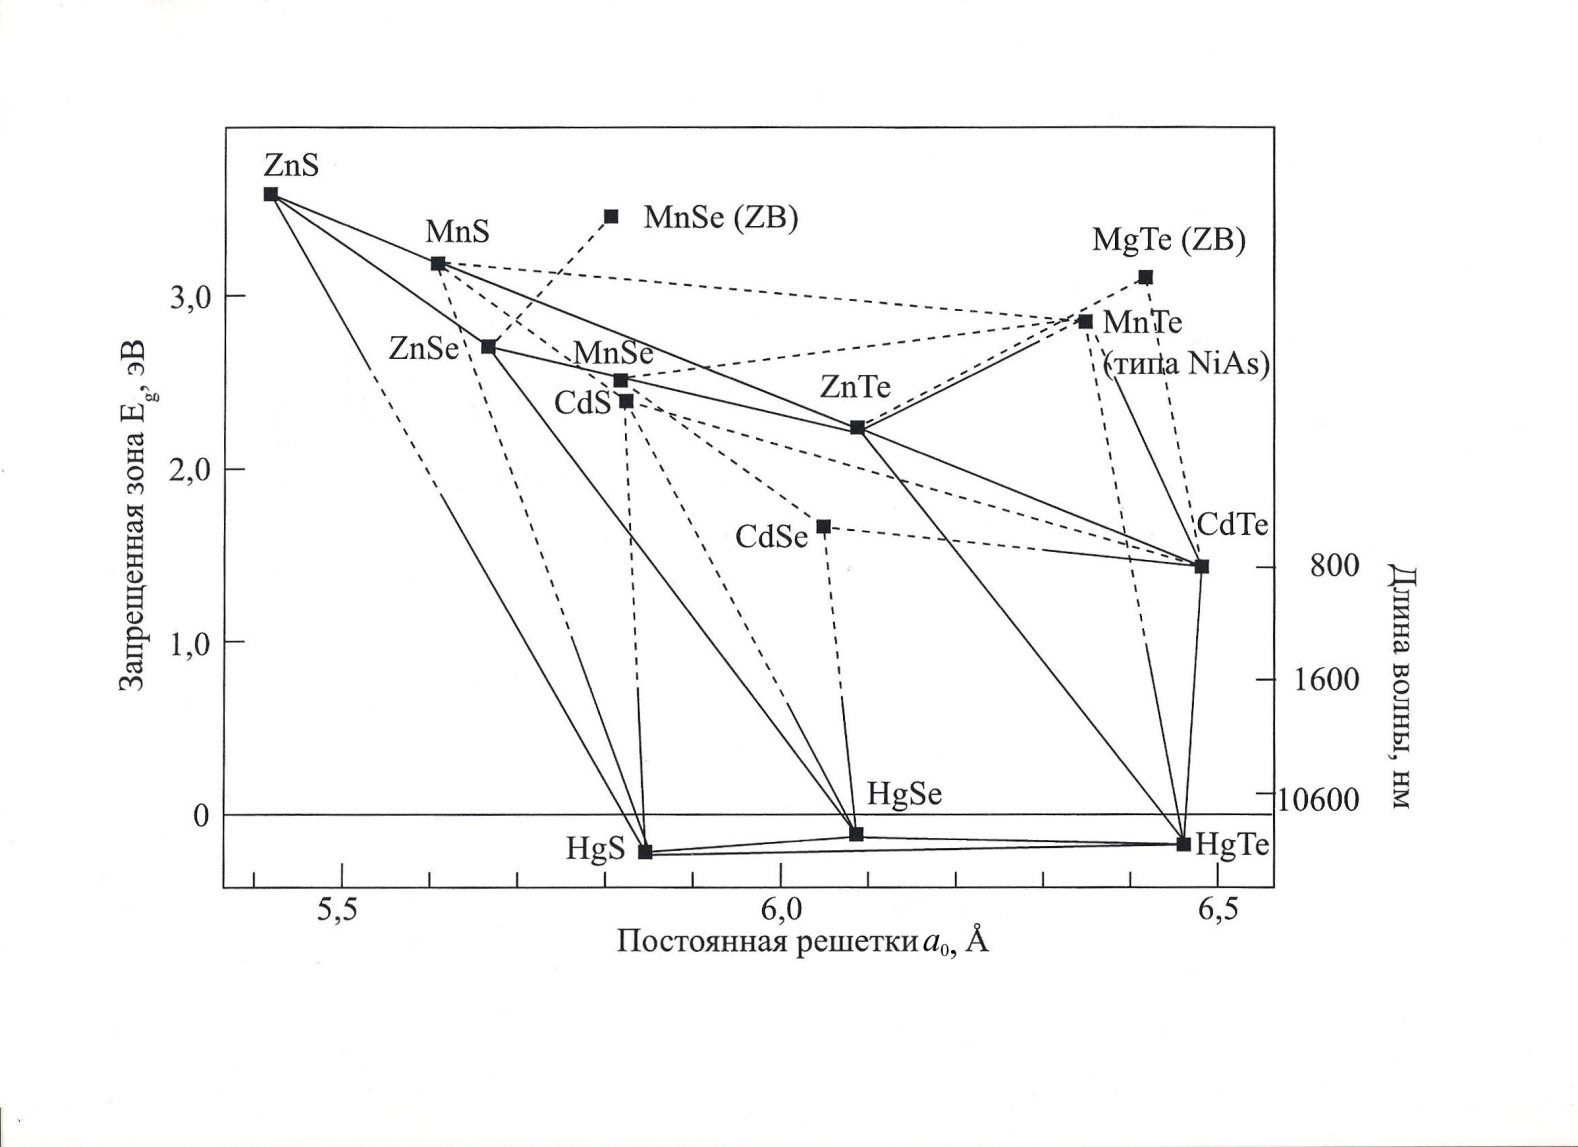 ZnS
MnS
MnSe (ZB)
MgTe (ZB)
3,0
MnTe
ZnSe
MnSe
(типа NiAs)
CdS
ZnTe
2,0
CdSe
CdTe
800
1,0
1600
HgSe
10600
0
HgS
HgTe
5,5
6,0
6,5
Постоянная решетки a₀, Å
Запрещенная зона E_g, эВ
Длина волны, нм